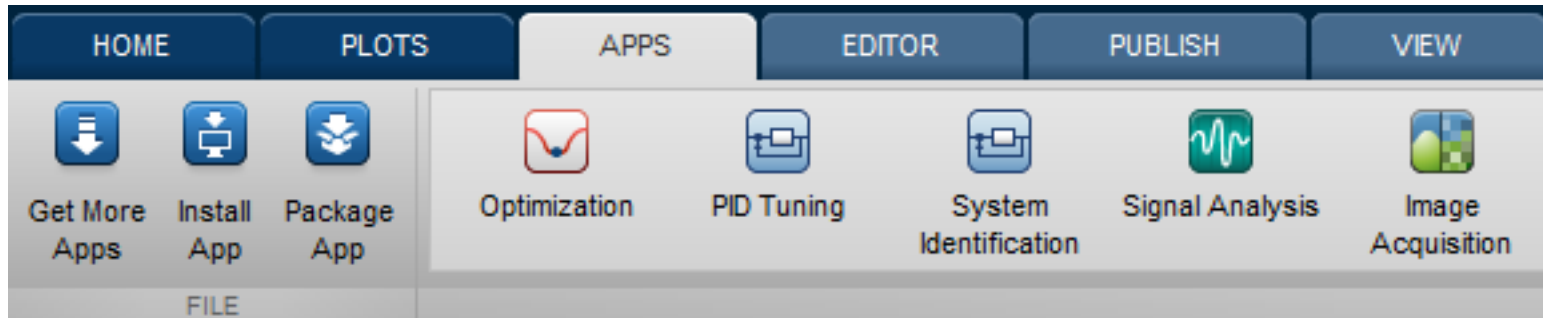 HOME PLOTS APPS EDITOR PUBLISH VIEW
Get More Apps
Install App
Package App
Optimization
PID Tuning
System Identification
Signal Analysis
Image Acquisition
FILE